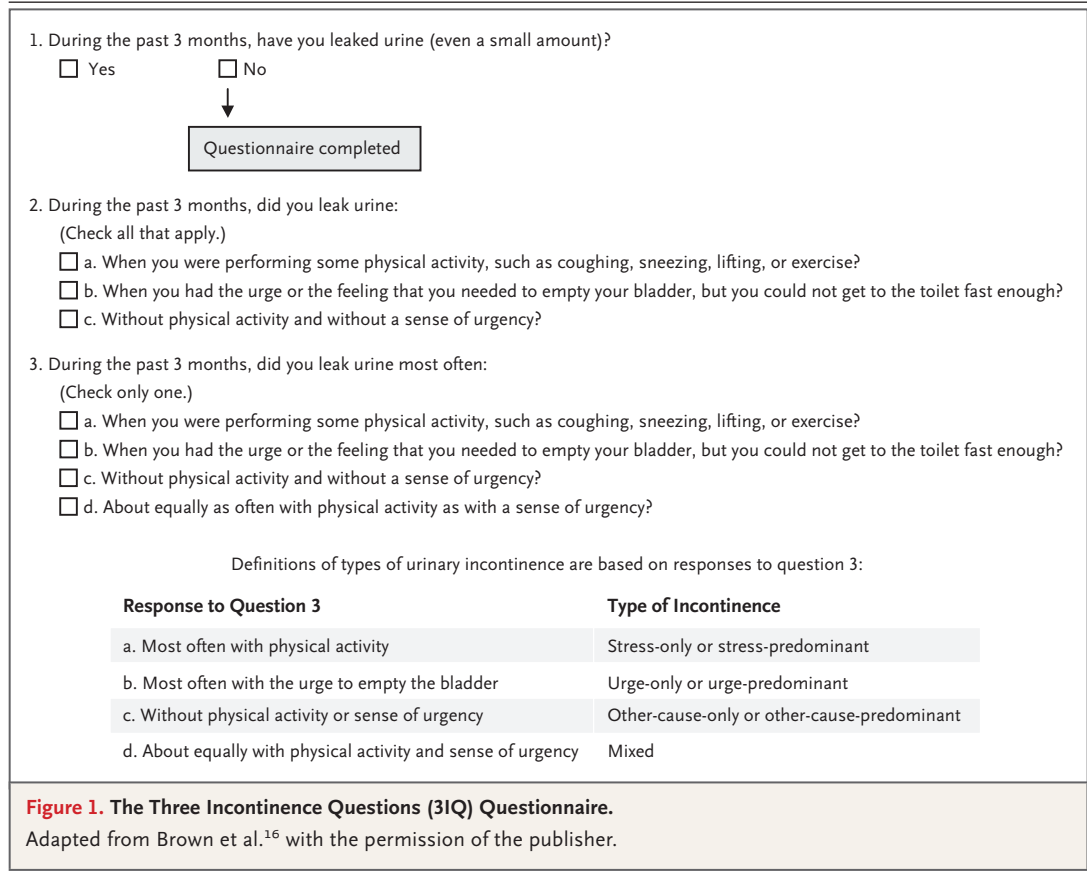 1. During the past 3 months, have you leaked urine (even a small amount)?
Yes No
Questionnaire completed
2. During the past 3 months, did you leak urine:
(Check all that apply.)
a. When you were performing some physical activity, such as coughing, sneezing, lifting, or exercise?
b. When you had the urge or the feeling that you needed to empty your bladder, but you could not get to the toilet fast enough?
c. Without physical activity and without a sense of urgency?
3. During the past 3 months, did you leak urine most often:
(Check only one.)
a. When you were performing some physical activity, such as coughing, sneezing, lifting, or exercise?
b. When you had the urge or the feeling that you needed to empty your bladder, but you could not get to the toilet fast enough?
c. Without physical activity and without a sense of urgency?
d. About equally as often with physical activity as with a sense of urgency?
Definitions of types of urinary incontinence are based on responses to question 3:
Response to Question 3 Type of Incontinence
a. Most often with physical activity Stress-only or stress-predominant
b. Most often with the urge to empty the bladder Urge-only or urge-predominant
c. Without physical activity or sense of urgency Other-cause-only or other-cause-predominant
d. About equally with physical activity and sense of urgency Mixed
Figure 1. The Three Incontinence Questions (3IQ) Questionnaire.
Adapted from Brown et al.16 with the permission of the publisher.